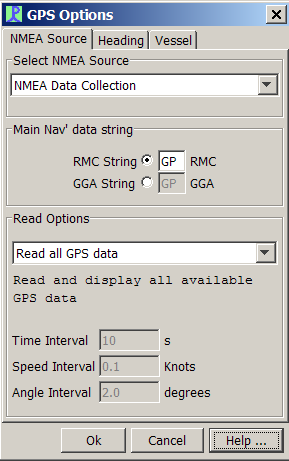 GPS Options
NMEA Source Heading Vessel
Select NMEA Source
NMEA Data Collection
Main Nav' data string
RMC String GP RMC
GGA String GP GGA
Read Options
Read all GPS data
Read and display all available
GPS data
Time Interval 10 s
Speed Interval 0.1 Knots
Angle Interval 2.0 degrees
Ok Cancel Help ...